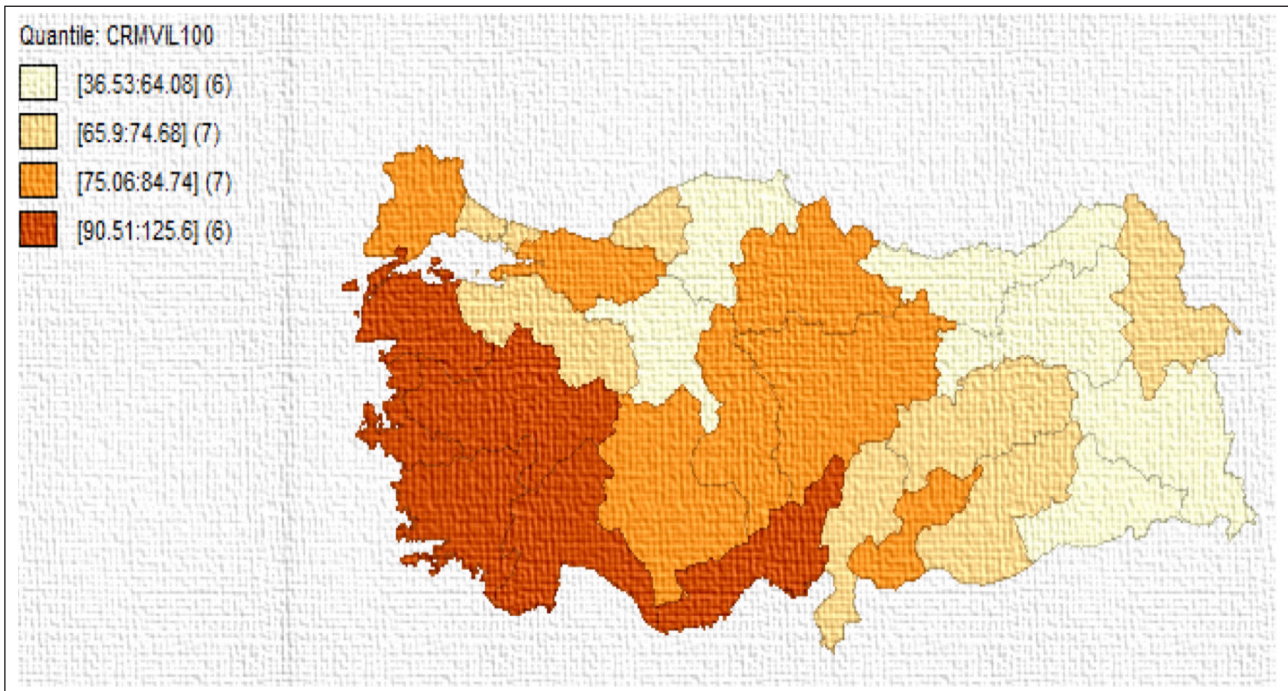 Quantile: CRMVIL100
[36.53:64.08] (6)
[65.9:74.68] (7)
[75.06:84.74] (7)
[90.51:125.6] (6)